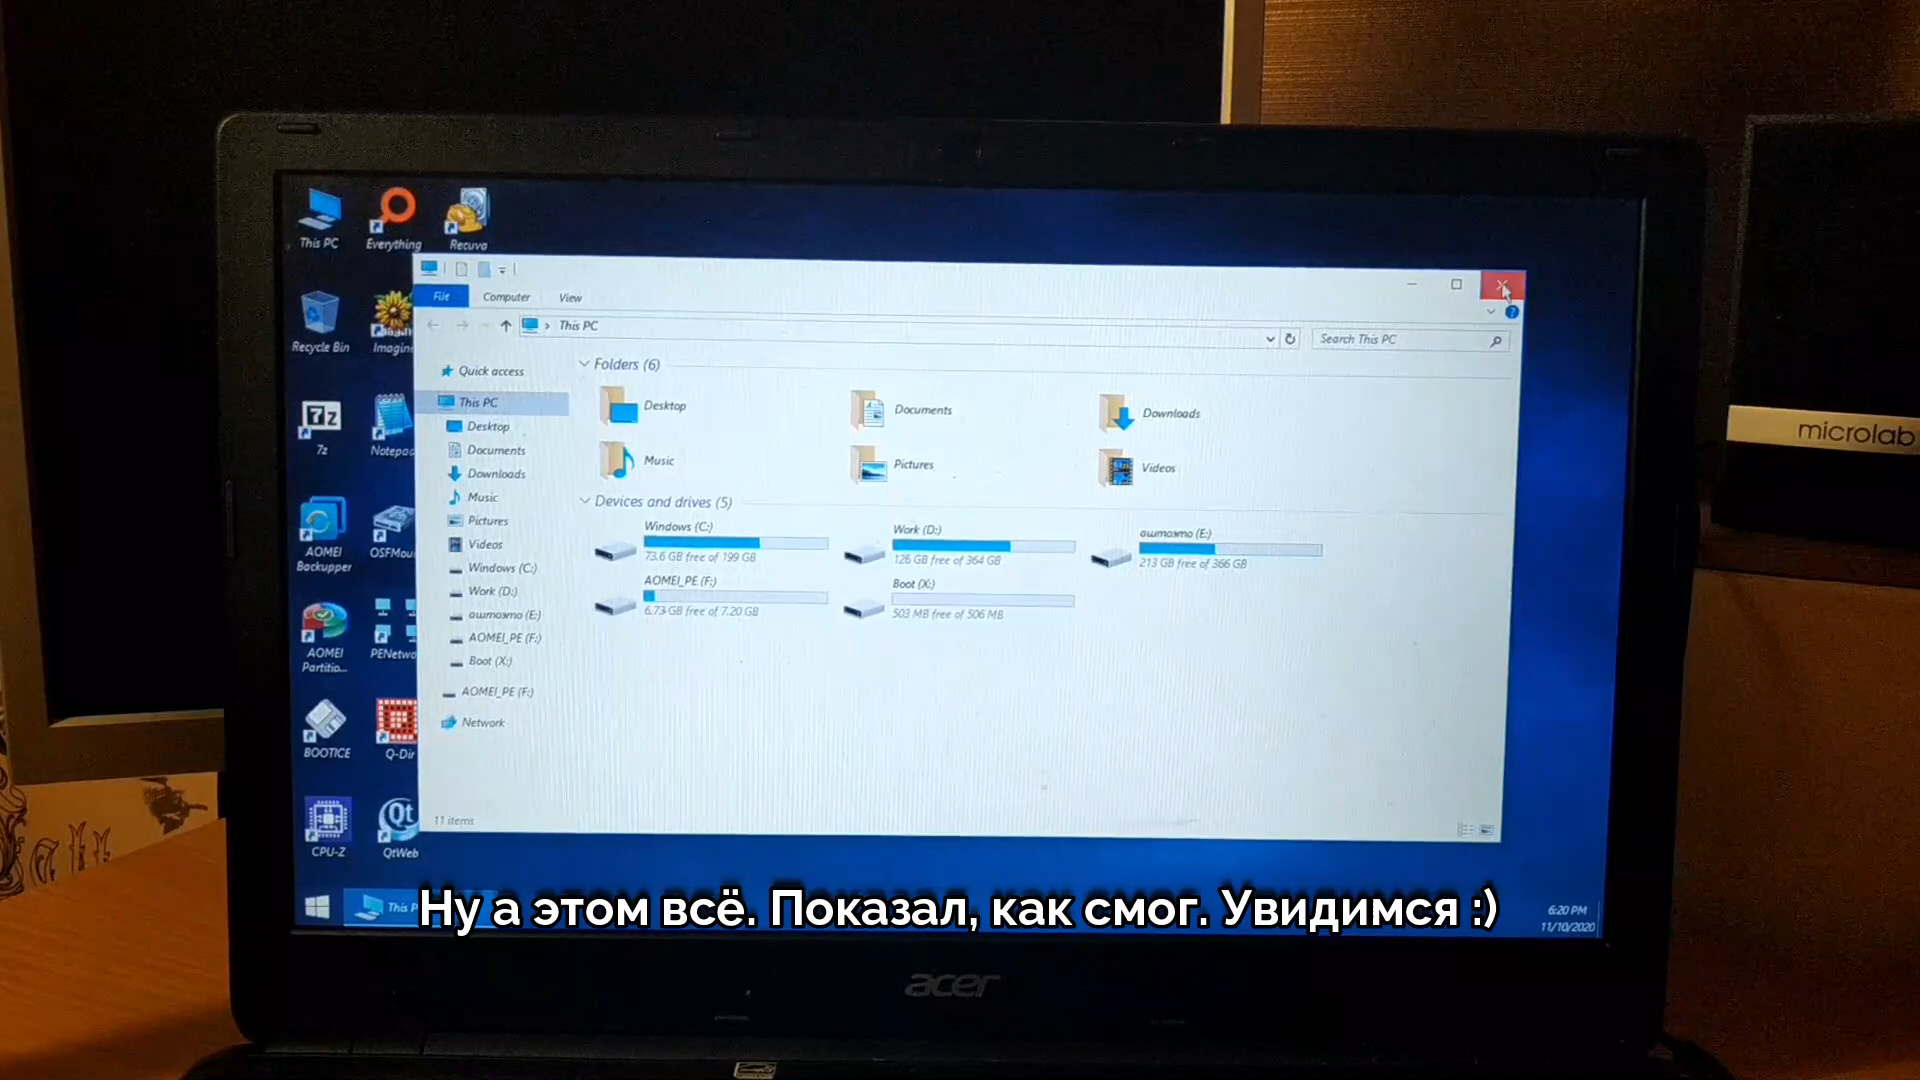 This PC
Everything
Recuva
Recycle Bin
Imagine
7z
Notepad
AOMEI
Backupper
OSFMou
AOMEI
Partitio...
PENetwo
BOOTICE
Q-Dir
CPU-Z
QtWeb
File
Computer
View
This PC
Search This PC
Quick access
This PC
Desktop
Documents
Downloads
Music
Pictures
Videos
Windows (C:)
Work (D:)
ашторто (E:)
AOMEI_PE (F:)
Boot (X:)
AOMEI_PE (F:)
Network
11 items
Folders (6)
Desktop
Documents
Downloads
Music
Pictures
Videos
Devices and drives (5)
Windows (C:)
73.6 GB free of 199 GB
Work (D:)
126 GB free of 364 GB
(E:)
213 GB free of 366 GB
AOMEI_PE (F:)
6.73 GB free of 7.20 GB
Boot (X:)
503 MB free of 506 MB
This P
6:20 PM
11/10/2020
Ну а этом всё. Показал, как смог. Увидимся :)
acer
microlab